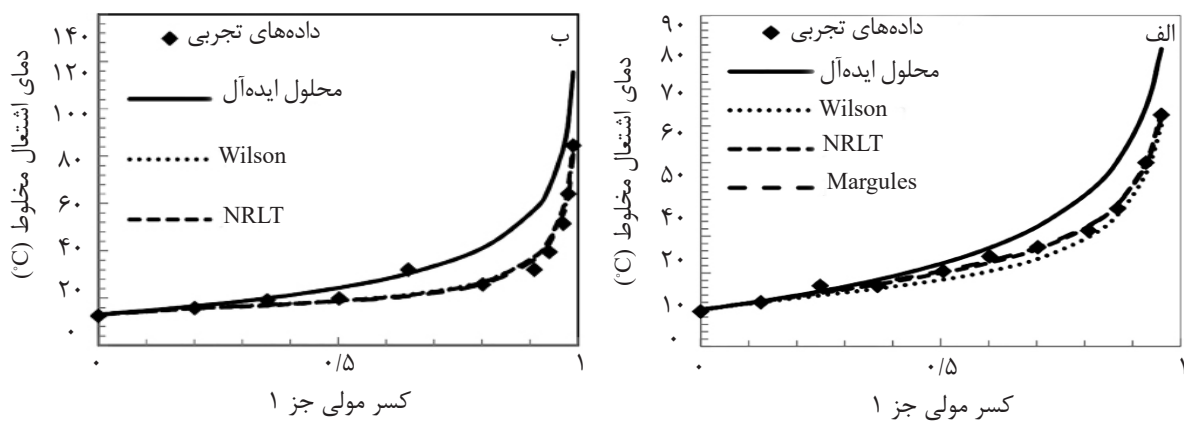 الف
داده‌های تجربی
محلول ایده‌آل
Wilson
NRLT
Margules
دمای اشتعال مخلوط (°C)
۹۰
۸۰
۷۰
۶۰
۵۰
۴۰
۳۰
۲۰
۱۰
۰
۰ ۰/۵ ۱
کسر مولی جز ۱
ب
داده‌های تجربی
محلول ایده‌آل
Wilson
NRLT
دمای اشتعال مخلوط (°C)
۱۴۰
۱۲۰
۱۰۰
۸۰
۶۰
۴۰
۲۰
۰
۰ ۰/۵ ۱
کسر مولی جز ۱